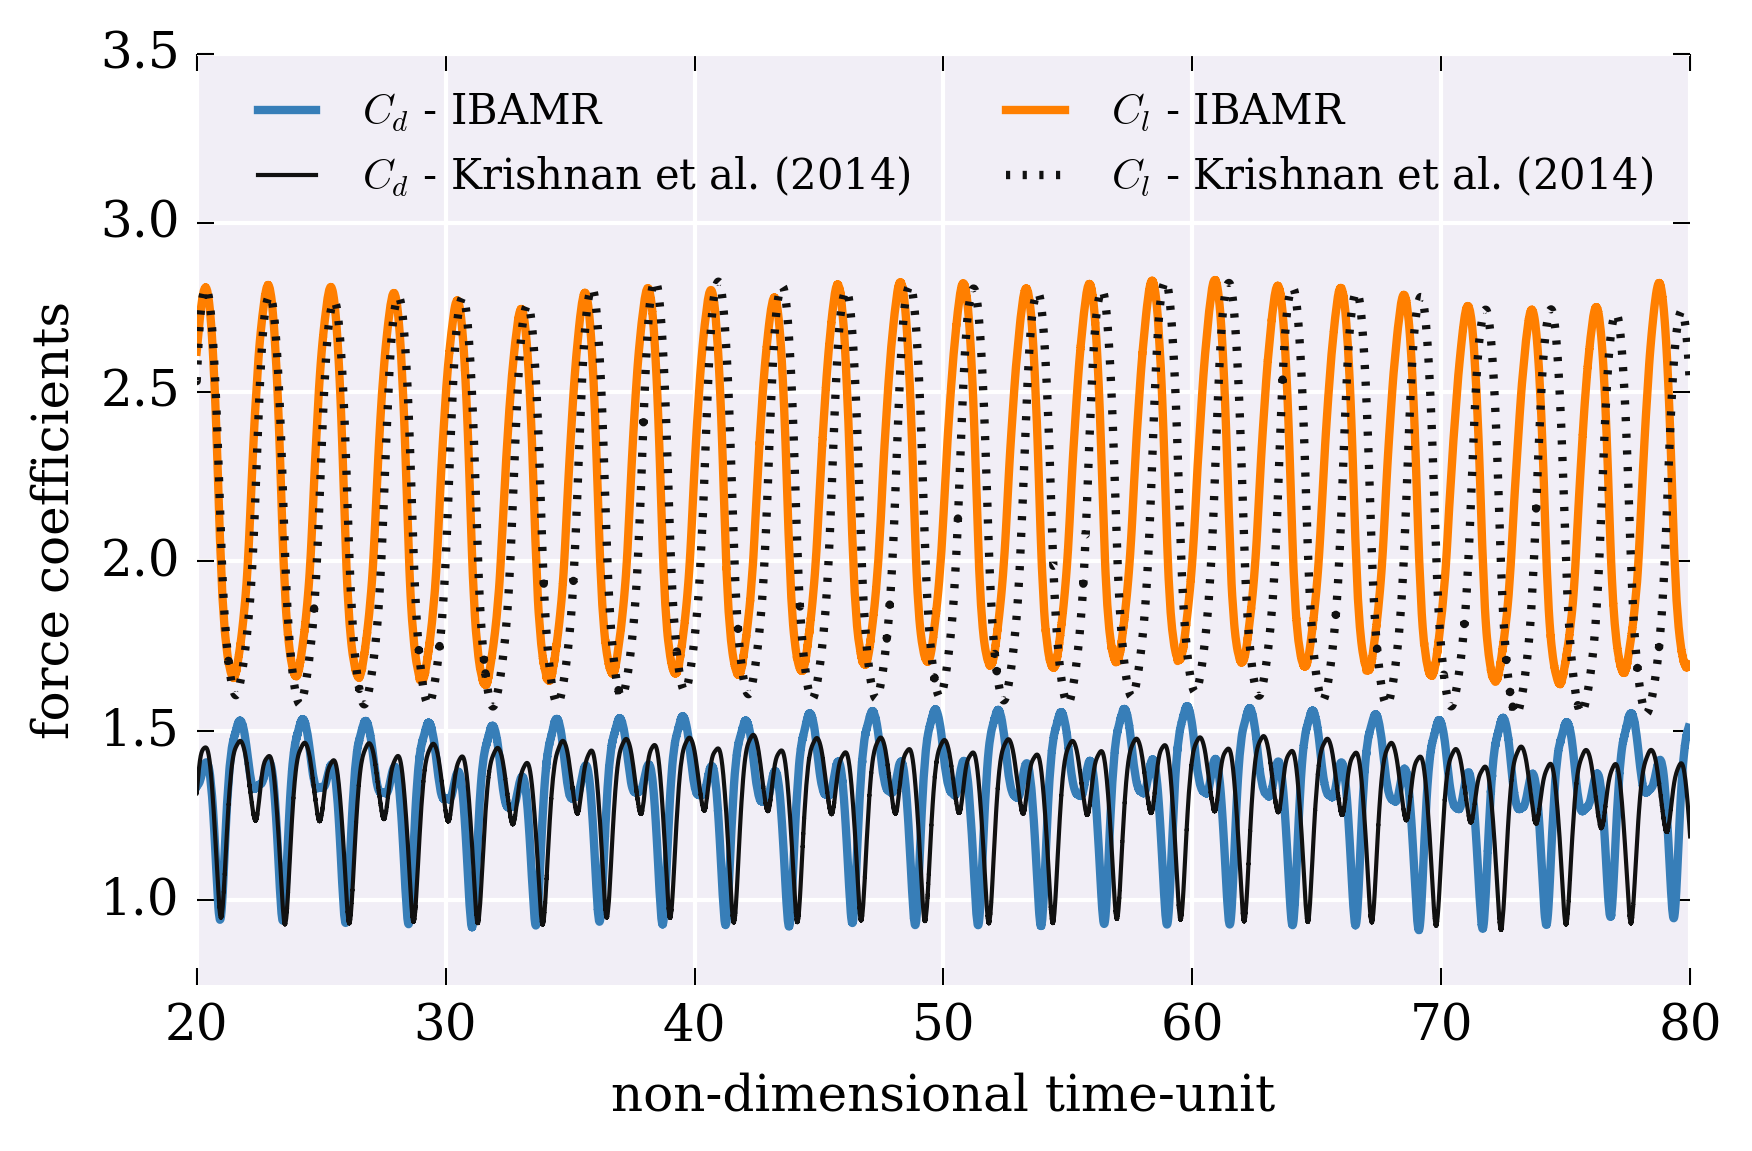 3.5
C_d - IBAMR
C_l - IBAMR
C_d - Krishnan et al. (2014)
C_l - Krishnan et al. (2014)
3.0
2.5
2.0
1.5
1.0
force coefficients
20 30 40 50 60 70 80
non-dimensional time-unit